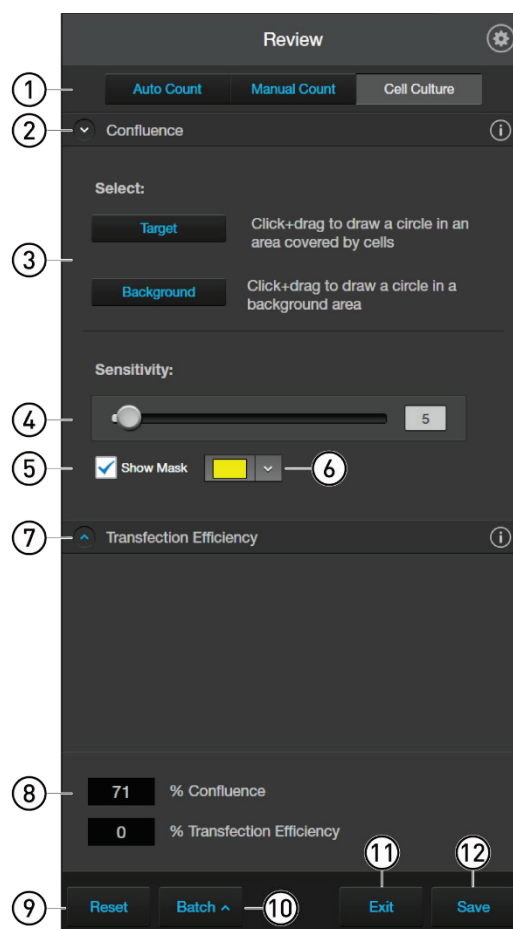 Review
1
Auto Count
Manual Count
Cell Culture
2
Confluence
i
Select:
3
Target
Click+drag to draw a circle in an
area covered by cells
Background
Click+drag to draw a circle in a
background area
Sensitivity:
4
5
5
Show Mask
6
7
Transfection Efficiency
i
8
71
% Confluence
0
% Transfection Efficiency
11
12
9
Reset
Batch
10
Exit
Save